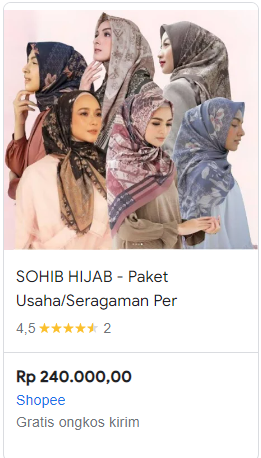 SOHIB HIJAB - Paket
Usaha/Seragaman Per
4,5 ★★★★★ 2
Rp 240.000,00
Shopee
Gratis ongkos kirim